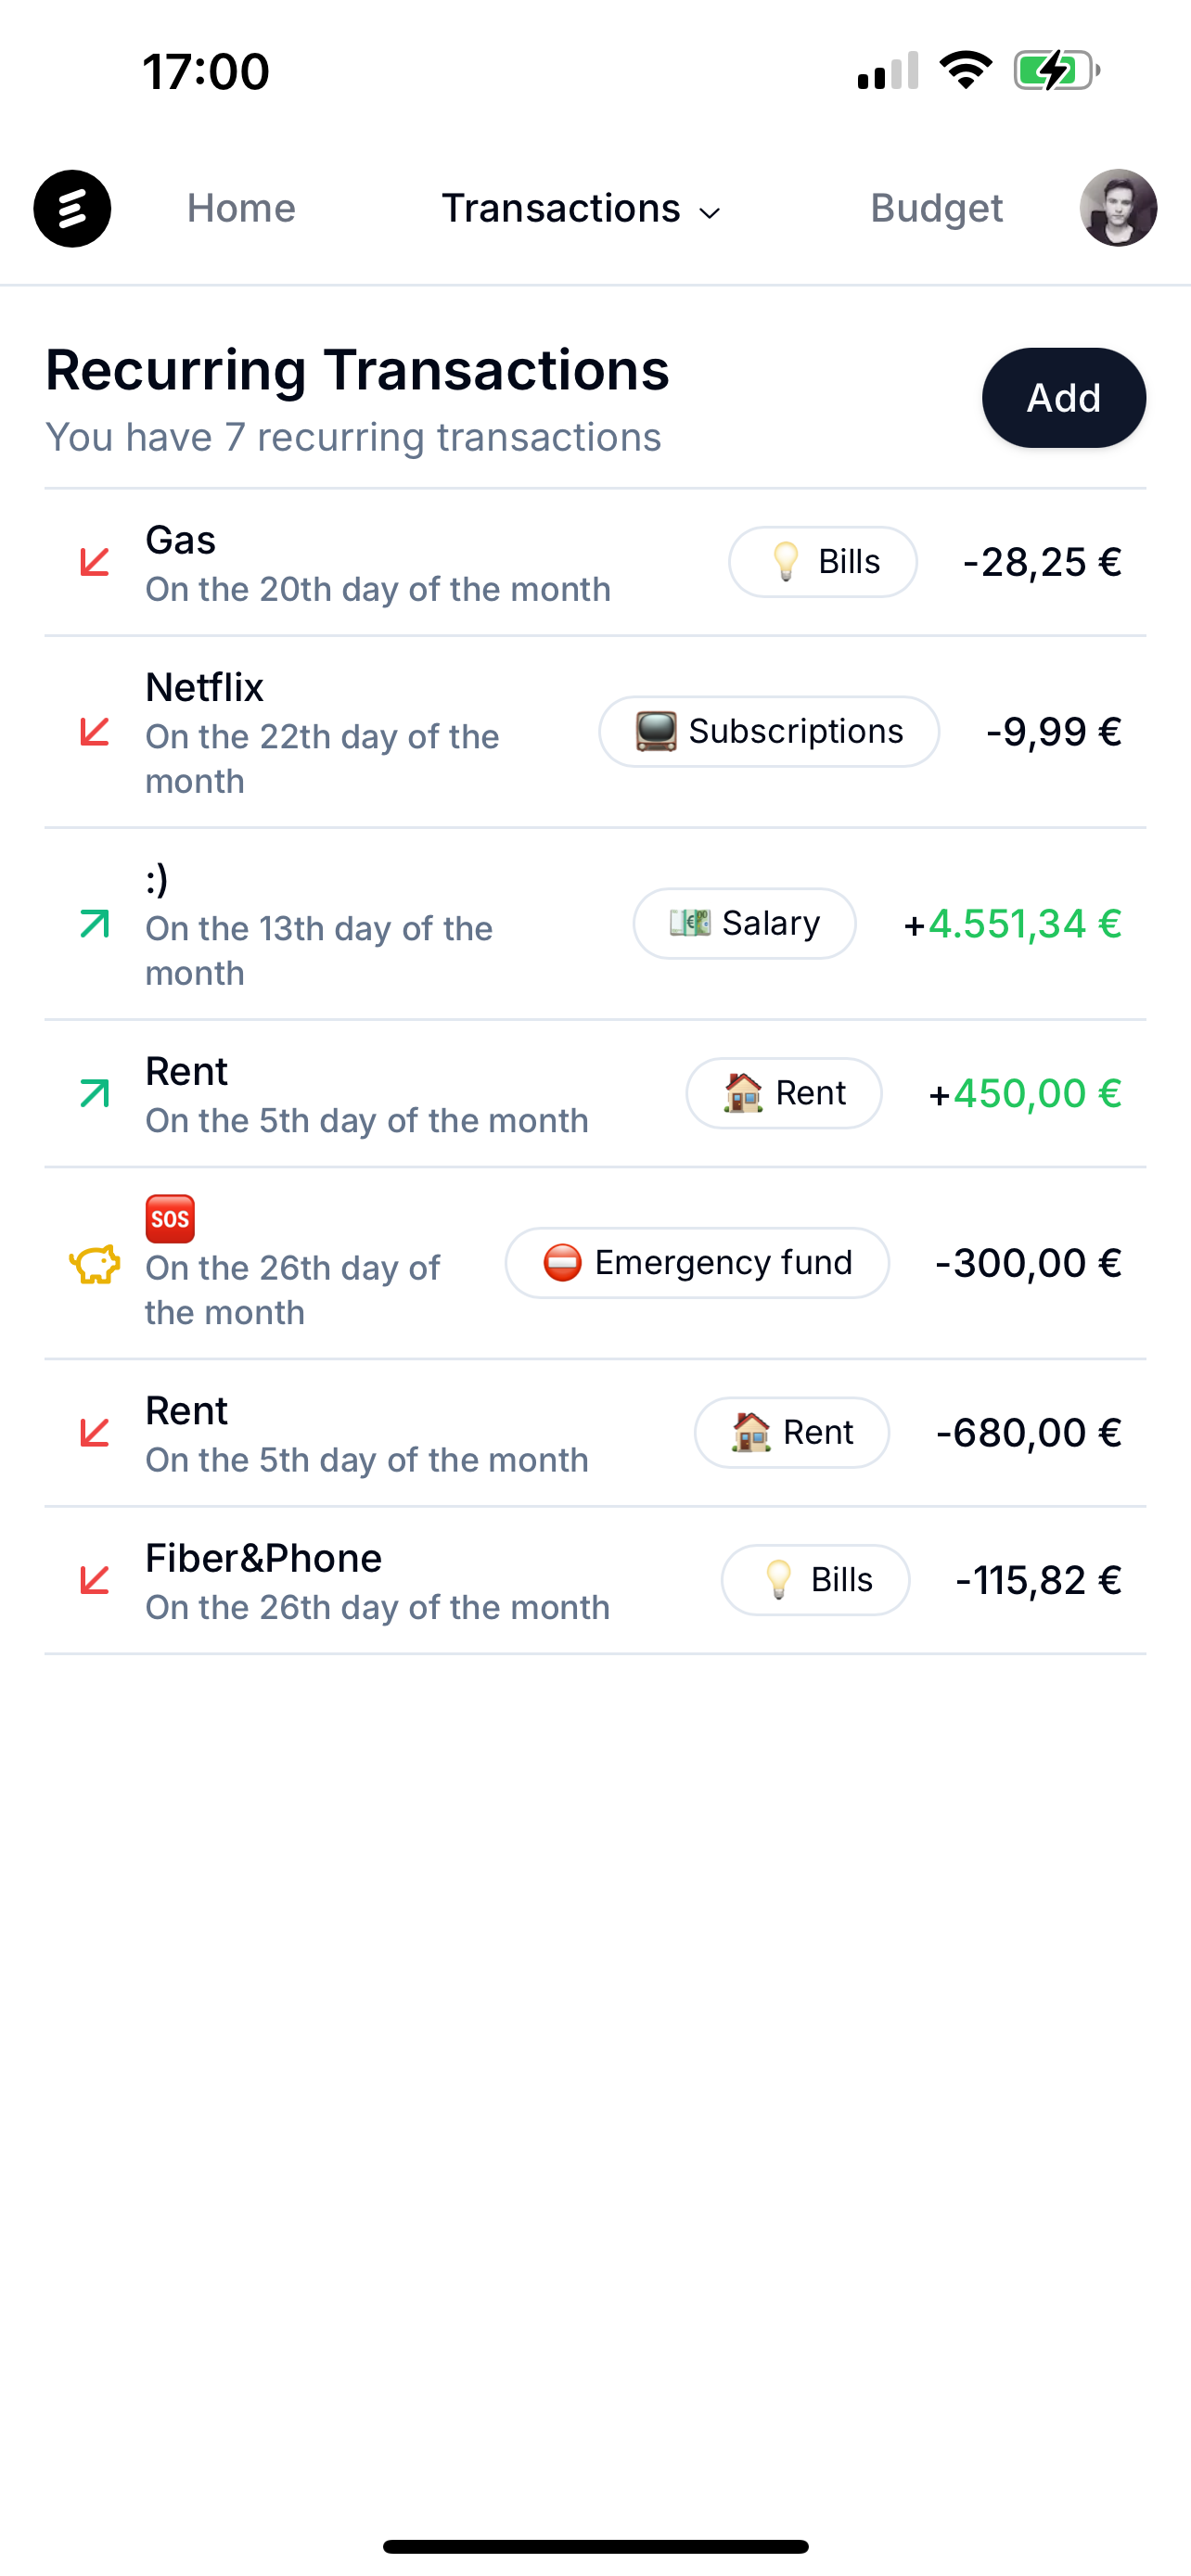 17:00
Home Transactions Budget
Recurring Transactions
Add
You have 7 recurring transactions
Gas
On the 20th day of the month
💡 Bills
-28,25 €
Netflix
On the 22th day of the
month
📺 Subscriptions
-9,99 €
:)
On the 13th day of the
month
💶 Salary
+4.551,34 €
Rent
On the 5th day of the month
🏠 Rent
+450,00 €
🆘
On the 26th day of
the month
⛔ Emergency fund
-300,00 €
Rent
On the 5th day of the month
🏠 Rent
-680,00 €
Fiber&Phone
On the 26th day of the month
💡 Bills
-115,82 €